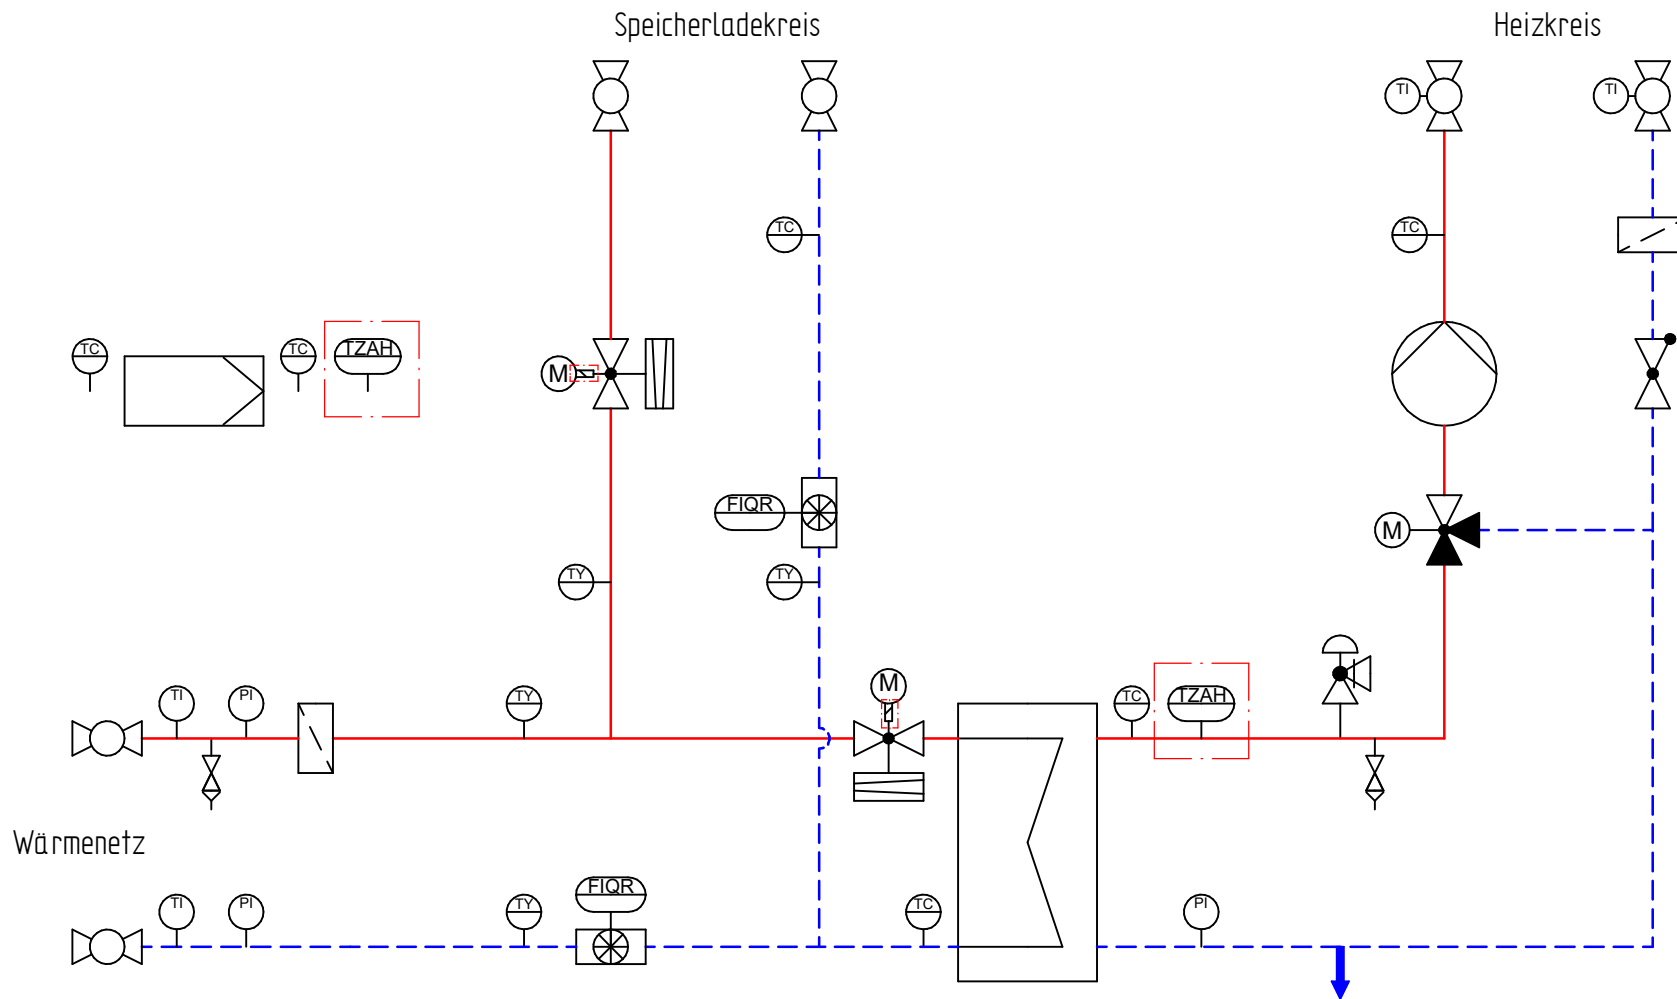 Speicherladekreis
Heizkreis
TI
TI
TC
TC
TC
TC
TZAH
M
FIQR
M
TY
TY
M
TI
PI
TY
TC
TZAH
Wärmenetz
FIQR
TI
PI
TY
TC
PI